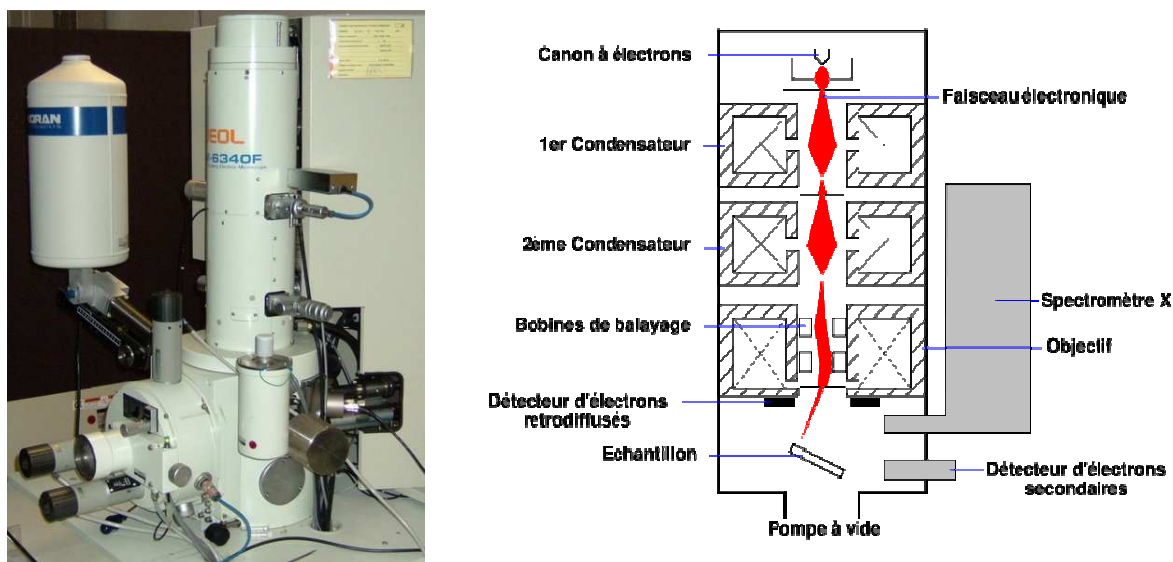 ORAN
EOL
-6340F
Canon à électrons
Faisceau électronique
1er Condensateur
2ème Condensateur
Spectromètre X
Bobines de balayage
Objectif
Détecteur d'électrons
retrodiffusés
Echantillon
Détecteur d'électrons
secondaires
Pompe à vide